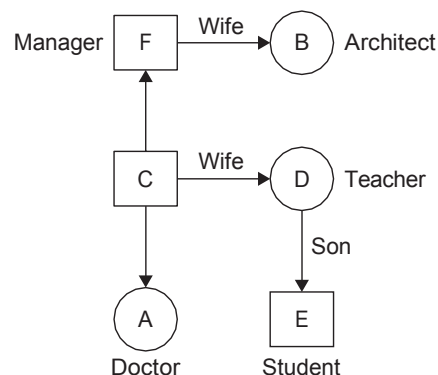 Manager F Wife B Architect
C Wife D Teacher
Son
A E
Doctor Student